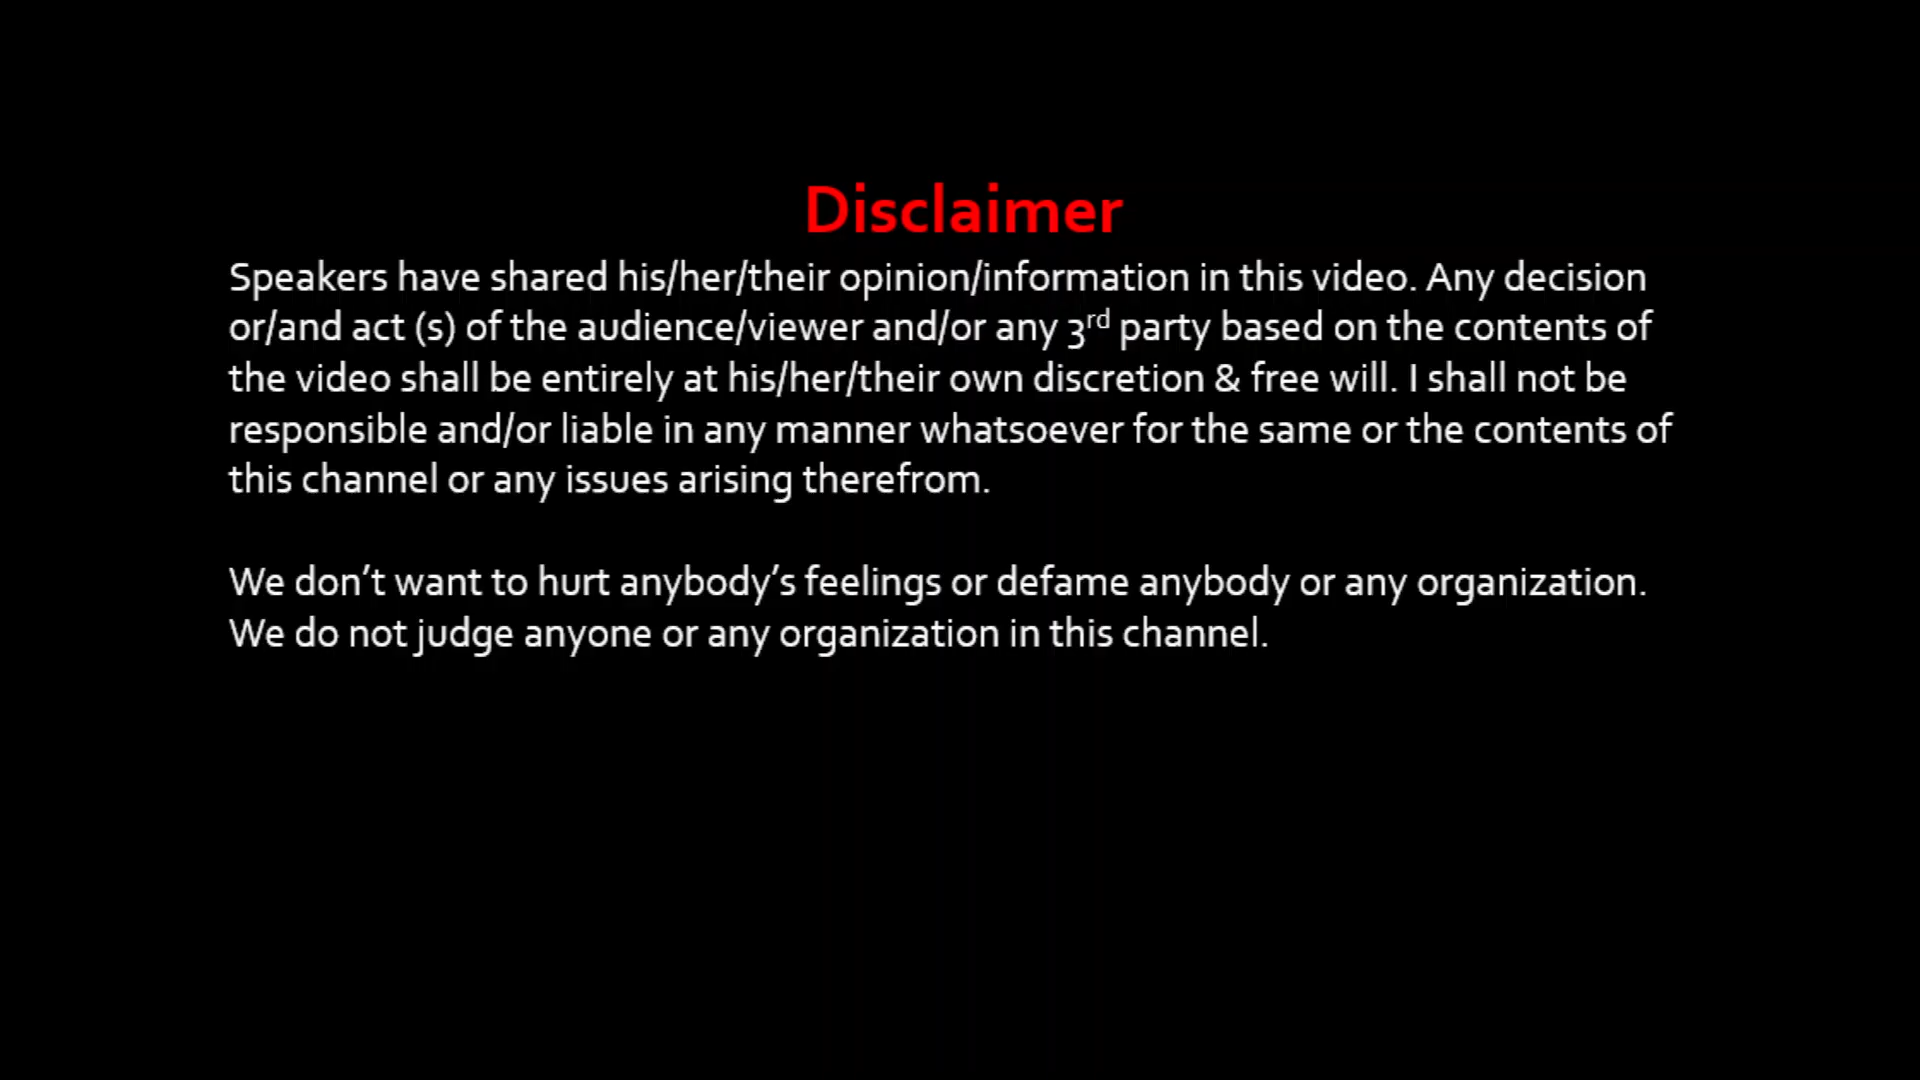 Disclaimer
Speakers have shared his/her/their opinion/information in this video. Any decision
or/and act (s) of the audience/viewer and/or any 3rd party based on the contents of
the video shall be entirely at his/her/their own discretion & free will. I shall not be
responsible and/or liable in any manner whatsoever for the same or the contents of
this channel or any issues arising therefrom.
We don’t want to hurt anybody’s feelings or defame anybody or any organization.
We do not judge anyone or any organization in this channel.